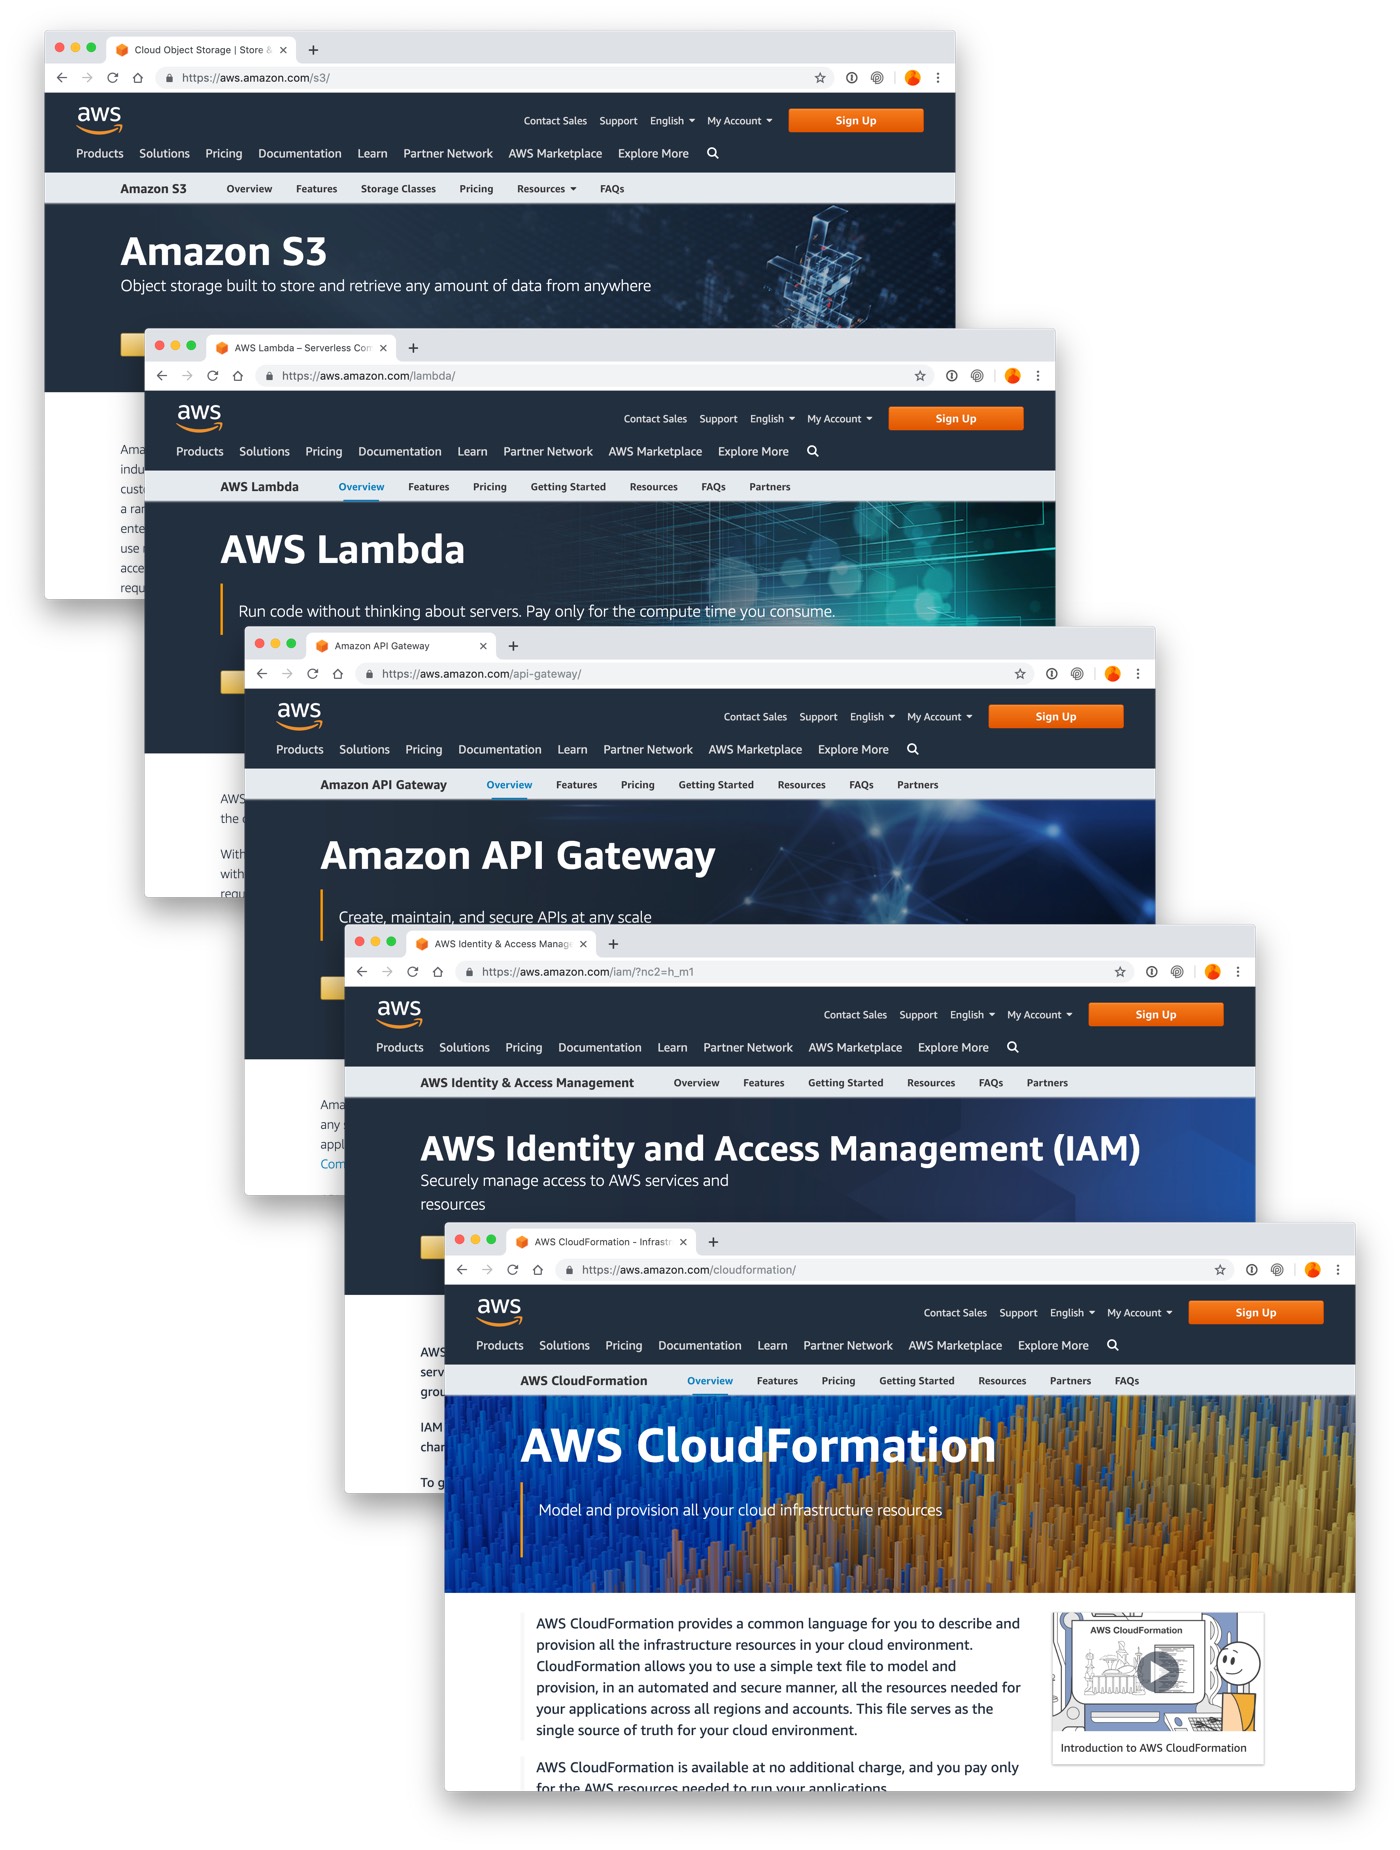 Cloud Object Storage | Store &
https://aws.amazon.com/s3/
aws
Contact Sales Support English My Account Sign Up
Products Solutions Pricing Documentation Learn Partner Network AWS Marketplace Explore More
Amazon S3 Overview Features Storage Classes Pricing Resources FAQs
Amazon S3
Object storage built to store and retrieve any amount of data from anywhere
Ama
indu
custo
a ran
ente
use
acce
requ
AWS Lambda – Serverless Con
https://aws.amazon.com/lambda/
aws
Contact Sales Support English My Account Sign Up
Products Solutions Pricing Documentation Learn Partner Network AWS Marketplace Explore More
AWS Lambda Overview Features Pricing Getting Started Resources FAQs Partners
AWS Lambda
Run code without thinking about servers. Pay only for the compute time you consume.
AWS
the
With
with
requ
Amazon API Gateway
https://aws.amazon.com/api-gateway/
aws
Contact Sales Support English My Account Sign Up
Products Solutions Pricing Documentation Learn Partner Network AWS Marketplace Explore More
Amazon API Gateway Overview Features Pricing Getting Started Resources FAQs Partners
Amazon API Gateway
Create, maintain, and secure APIs at any scale
Ama
any
appl
Com
AWS Identity & Access Manag
https://aws.amazon.com/iam/?nc2=h_m1
aws
Contact Sales Support English My Account Sign Up
Products Solutions Pricing Documentation Learn Partner Network AWS Marketplace Explore More
AWS Identity & Access Management Overview Features Getting Started Resources FAQs Partners
AWS Identity and Access Management (IAM)
Securely manage access to AWS services and
resources
AWS
serv
grou
IAM
char
To g
AWS CloudFormation - Infrastr
https://aws.amazon.com/cloudformation/
aws
Contact Sales Support English My Account Sign Up
Products Solutions Pricing Documentation Learn Partner Network AWS Marketplace Explore More
AWS CloudFormation Overview Features Pricing Getting Started Resources Partners FAQs
AWS CloudFormation
Model and provision all your cloud infrastructure resources
AWS CloudFormation provides a common language for you to describe and
provision all the infrastructure resources in your cloud environment.
CloudFormation allows you to use a simple text file to model and
provision, in an automated and secure manner, all the resources needed for
your applications across all regions and accounts. This file serves as the
single source of truth for your cloud environment.
AWS CloudFormation is available at no additional charge, and you pay only
for the AWS resources needed to run your applications.
AWS CloudFormation
Introduction to AWS CloudFormation